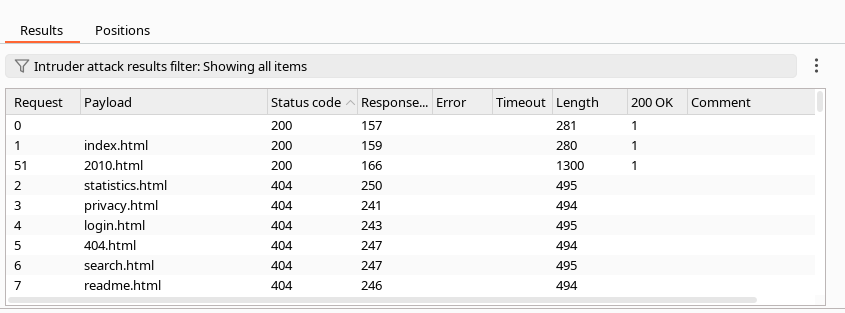 Results Positions
Intruder attack results filter: Showing all items
Request Payload Status code Response... Error Timeout Length 200 OK Comment
0 200 157 281 1
1 index.html 200 159 280 1
51 2010.html 200 166 1300 1
2 statistics.html 404 250 495
3 privacy.html 404 241 494
4 login.html 404 243 495
5 404.html 404 247 494
6 search.html 404 247 495
7 readme.html 404 246 494